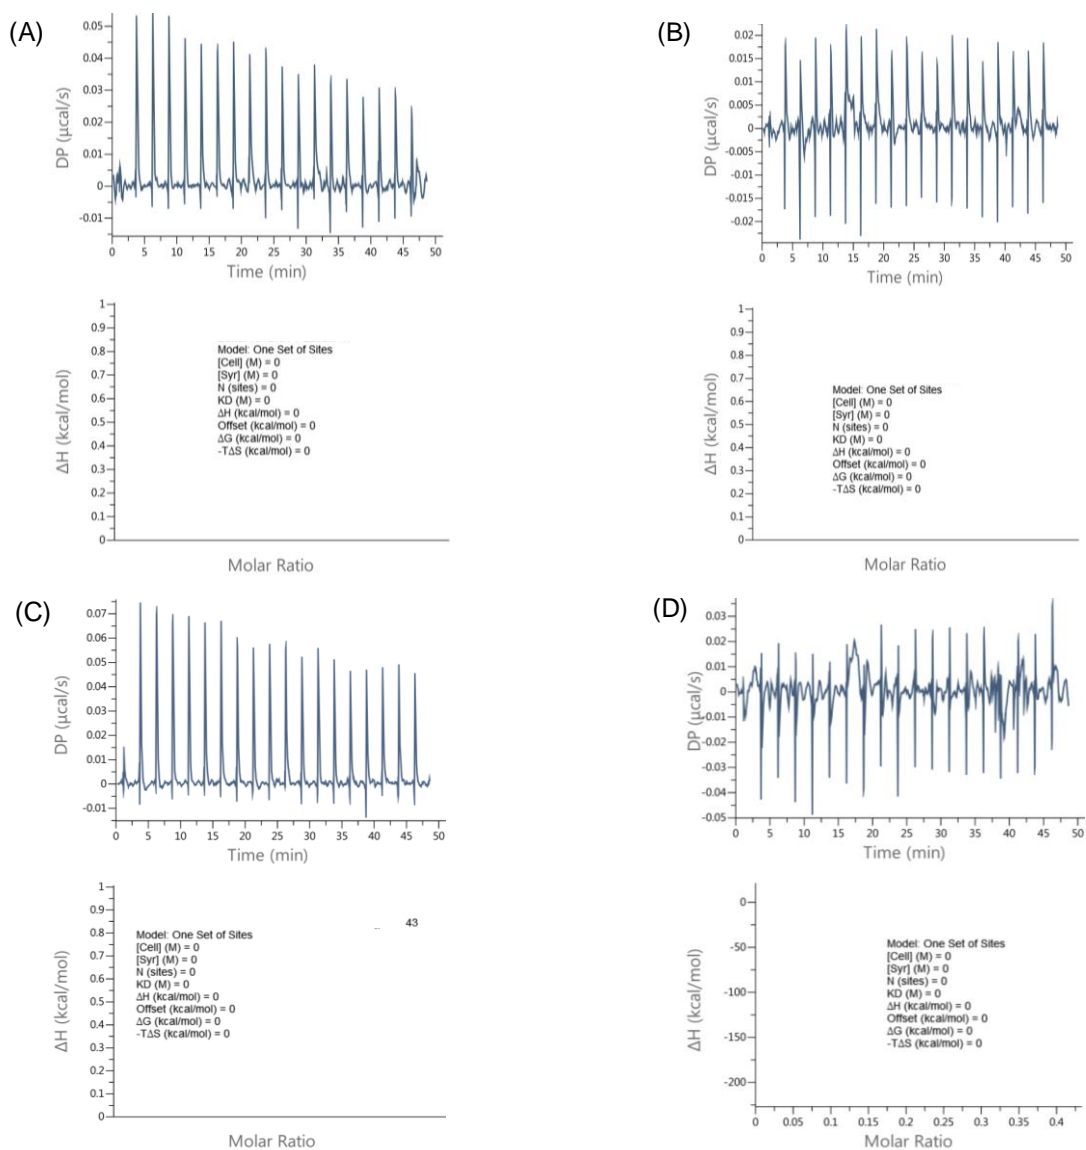 (A)
0.05
0.04
0.03
0.02
0.01
0
-0.01
DP (µcal/s)
0 5 10 15 20 25 30 35 40 45 50
Time (min)
1
0.9
0.8
0.7
0.6
0.5
0.4
0.3
0.2
0.1
0
ΔH (kcal/mol)
Model: One Set of Sites
[Cell] (M) = 0
[Syr] (M) = 0
N (sites) = 0
KD (M) = 0
ΔH (kcal/mol) = 0
Offset (kcal/mol) = 0
ΔG (kcal/mol) = 0
-TΔS (kcal/mol) = 0
Molar Ratio
(B)
0.02
0.015
0.01
0.005
0
-0.005
-0.01
-0.015
-0.02
DP (µcal/s)
0 5 10 15 20 25 30 35 40 45 50
Time (min)
1
0.9
0.8
0.7
0.6
0.5
0.4
0.3
0.2
0.1
0
ΔH (kcal/mol)
Model: One Set of Sites
[Cell] (M) = 0
[Syr] (M) = 0
N (sites) = 0
KD (M) = 0
ΔH (kcal/mol) = 0
Offset (kcal/mol) = 0
ΔG (kcal/mol) = 0
-TΔS (kcal/mol) = 0
Molar Ratio
(C)
0.07
0.06
0.05
0.04
0.03
0.02
0.01
0
-0.01
DP (µcal/s)
0 5 10 15 20 25 30 35 40 45 50
Time (min)
1
0.9
0.8
0.7
0.6
0.5
0.4
0.3
0.2
0.1
0
ΔH (kcal/mol)
43
Model: One Set of Sites
[Cell] (M) = 0
[Syr] (M) = 0
N (sites) = 0
KD (M) = 0
ΔH (kcal/mol) = 0
Offset (kcal/mol) = 0
ΔG (kcal/mol) = 0
-TΔS (kcal/mol) = 0
Molar Ratio
(D)
0.03
0.02
0.01
0
-0.01
-0.02
-0.03
-0.04
-0.05
DP (µcal/s)
0 5 10 15 20 25 30 35 40 45 50
Time (min)
0
-50
-100
-150
-200
ΔH (kcal/mol)
Model: One Set of Sites
[Cell] (M) = 0
[Syr] (M) = 0
N (sites) = 0
KD (M) = 0
ΔH (kcal/mol) = 0
Offset (kcal/mol) = 0
ΔG (kcal/mol) = 0
-TΔS (kcal/mol) = 0
0 0.05 0.1 0.15 0.2 0.25 0.3 0.35 0.4
Molar Ratio